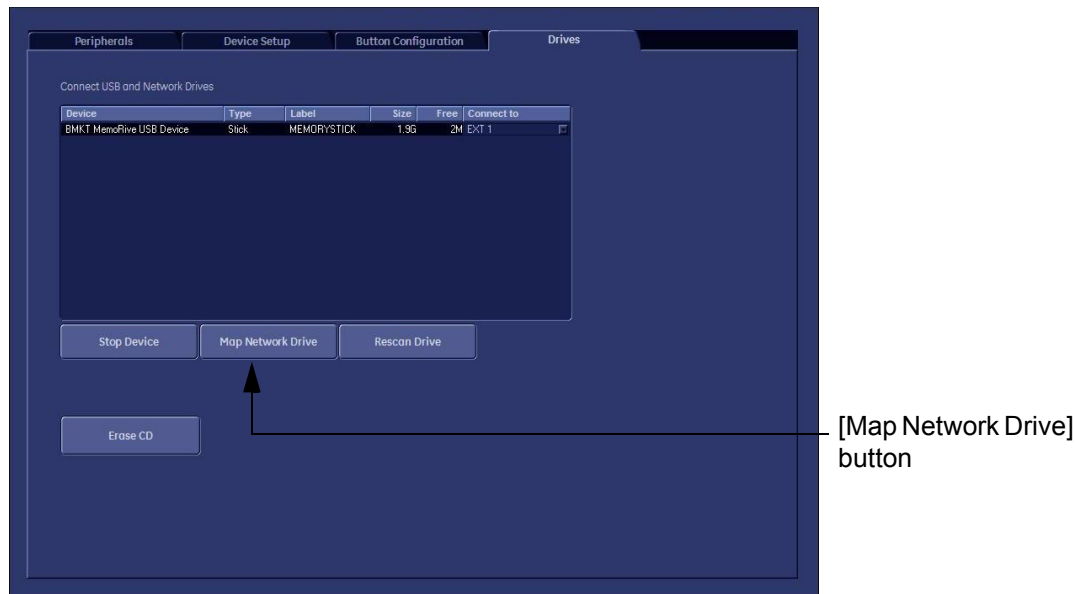 Peripherals Device Setup Button Configuration Drives
Connect USB and Network Drives
Device Type Label Size Free Connect to
BMKT MemoRive USB Device Stick MEMORYSTICK 1.9G 2M EXT 1
Stop Device Map Network Drive Rescan Drive
Erase CD
[Map Network Drive]
button